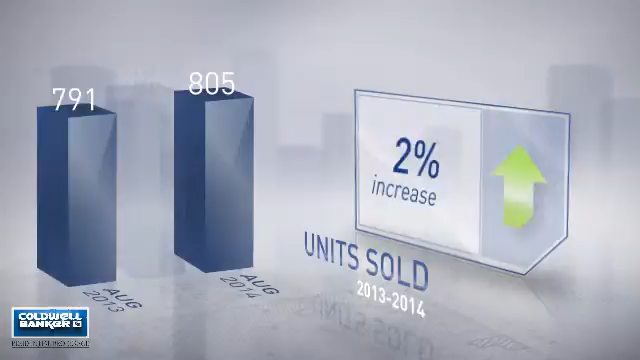 791
805
2%
increase
UNITS SOLD
2013-2014
AUG
2013
AUG
2014
COLDWELL
BANKER